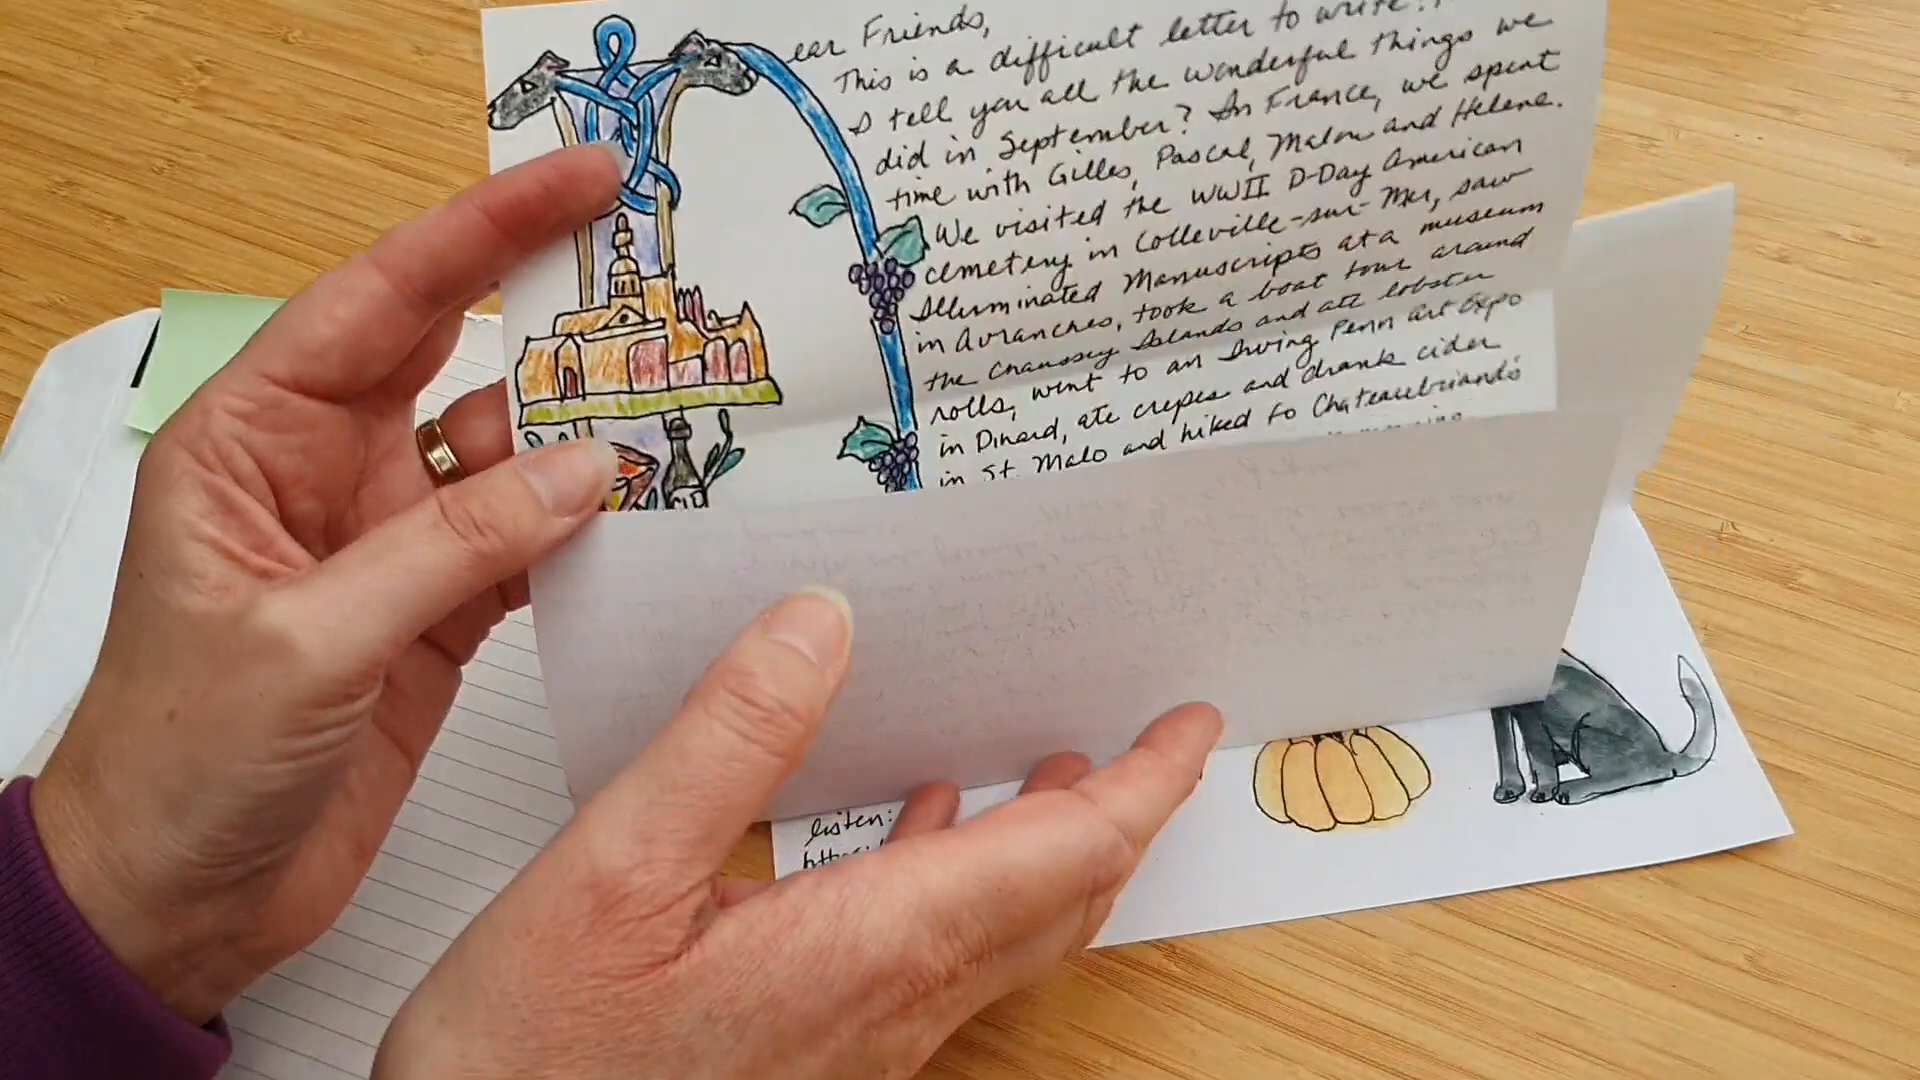 ear Friends,
This is a difficult letter to write!
I tell you all the wonderful things we
did in September? In France, we spent
time with Gilles, Pascal, Malou and Helene.
We visited the WWII D-Day American
cemetery in Colleville-sur-Mer, saw
Illuminated Manuscripts at a museum
in Avranches, took a boat tour around
the Chaussey Islands and ate lobster
rolls, went to an Irving Penn art Expo
in Dinard, ate crepes and drank cider
in St. Malo and hiked to Chateaubriand's
CID
listen: